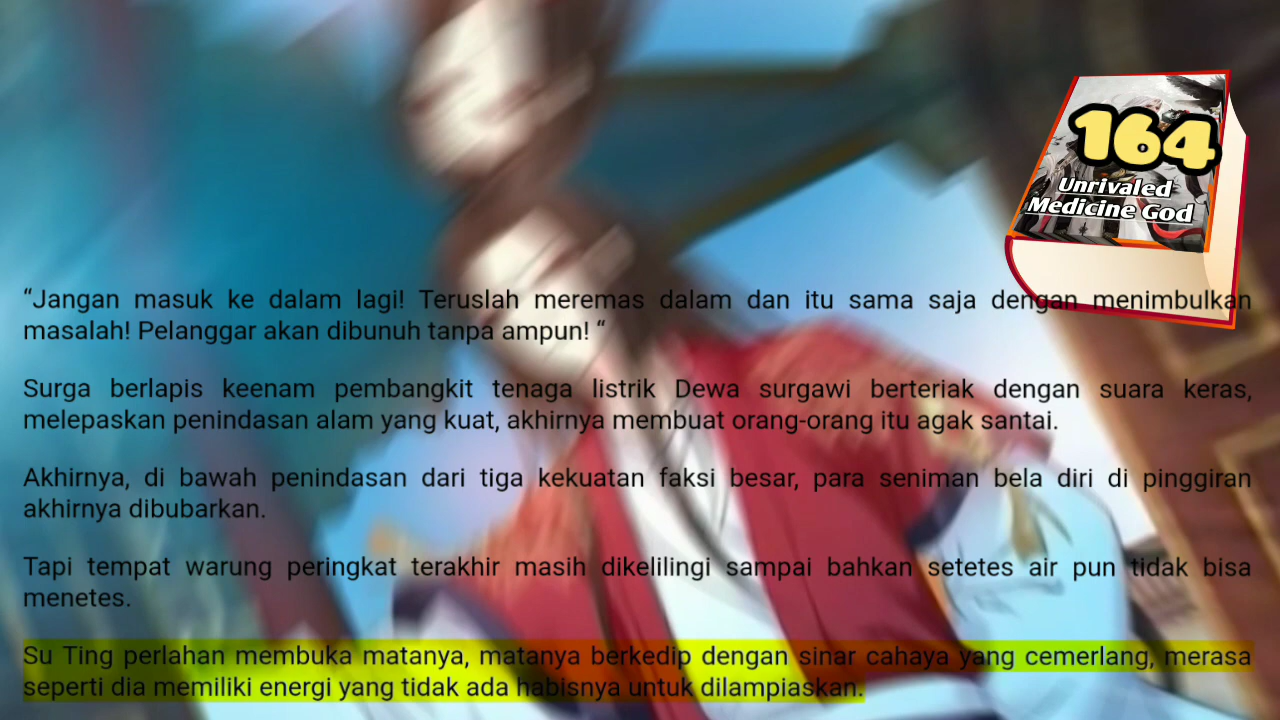 164
Unrivaled
Medicine God
“Jangan masuk ke dalam lagi! Teruslah meremas dalam dan itu sama saja dengan menimbulkan
masalah! Pelanggar akan dibunuh tanpa ampun! “
Surga berlapis keenam pembangkit tenaga listrik Dewa surgawi berteriak dengan suara keras,
melepaskan penindasan alam yang kuat, akhirnya membuat orang-orang itu agak santai.
Akhirnya, di bawah penindasan dari tiga kekuatan faksi besar, para seniman bela diri di pinggiran
akhirnya dibubarkan.
Tapi tempat warung peringkat terakhir masih dikelilingi sampai bahkan setetes air pun tidak bisa
menetes.
Su Ting perlahan membuka matanya, matanya berkedip dengan sinar cahaya yang cemerlang, merasa
seperti dia memiliki energi yang tidak ada habisnya untuk dilampiaskan.